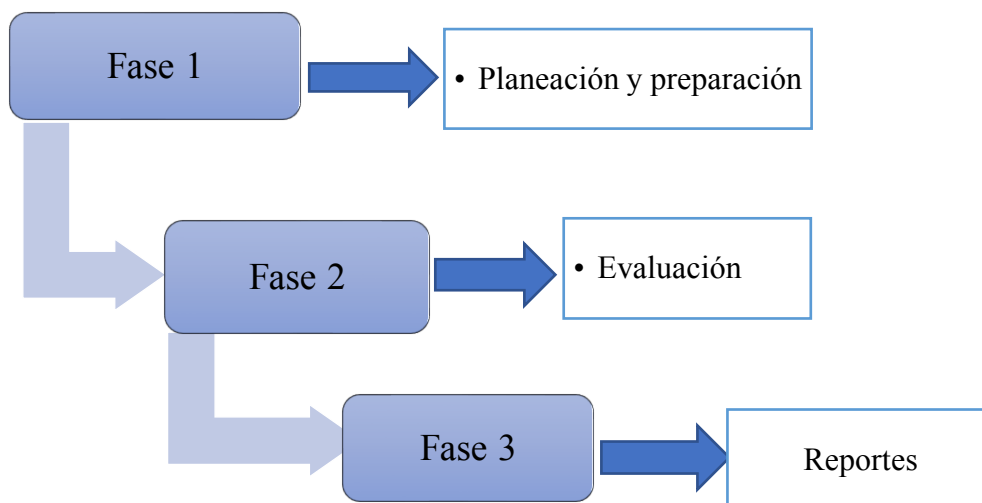 Fase 1
• Planeación y preparación
Fase 2
• Evaluación
Fase 3
Reportes